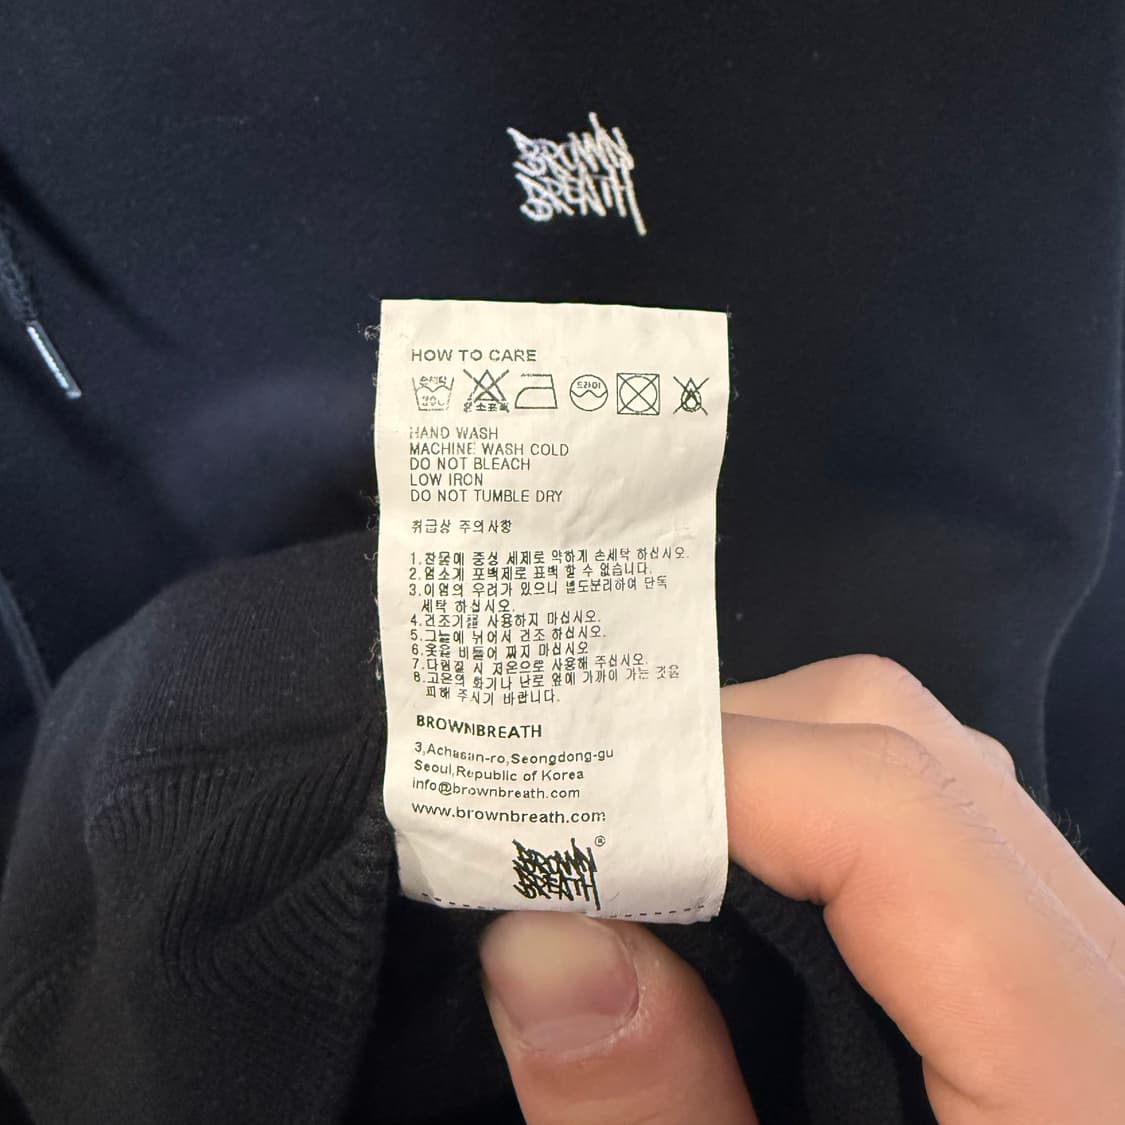 BROWN
BREATH
HOW TO CARE
손세탁
30℃
염소표백
드라이
HAND WASH
MACHINE WASH COLD
DO NOT BLEACH
LOW IRON
DO NOT TUMBLE DRY
취급상 주의사항
1.찬물에 중성 세제로 약하게 손세탁 하십시오.
2.염소계 표백제로 표백 할 수 없습니다.
3.이염의 우려가 있으니 별도분리하여 단독
세탁 하십시오.
4.건조기를 사용하지 마십시오.
5.그늘에 뉘어서 건조 하십시오.
6.옷을 비틀어 짜지 마십시오
7.다림질 시 저온으로 사용해 주십시오.
8.고온의 화기나 난로 옆에 가까이 가는 것을
피해 주시기 바랍니다.
BROWNBREATH
3,Achasan-ro,Seongdong-gu
Seoul,Republic of Korea
info@brownbreath.com
www.brownbreath.com
BROWN
BREATH
®